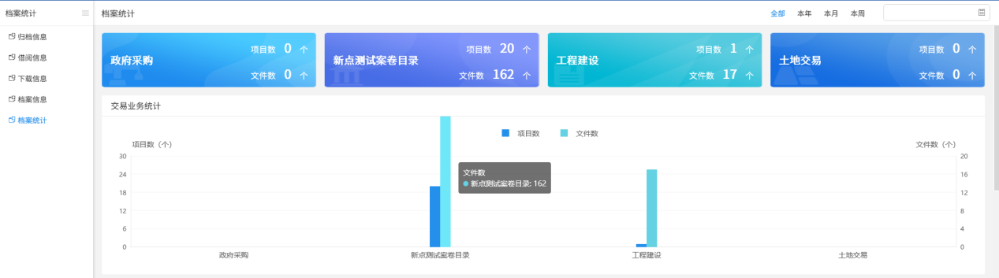 档案统计
归档信息
借阅信息
下载信息
档案信息
档案统计
档案统计
全部 本年 本月 本周
政府采购
项目数 0 个
文件数 0 个
新点测试案卷目录
项目数 20 个
文件数 162 个
工程建设
项目数 1 个
文件数 17 个
土地交易
项目数 0 个
文件数 0 个
交易业务统计
项目数 文件数
项目数（个）
文件数（个）
30
24
18
12
6
0
文件数
新点测试案卷目录: 162
20
16
12
8
4
0
政府采购 新点测试案卷目录 工程建设 土地交易